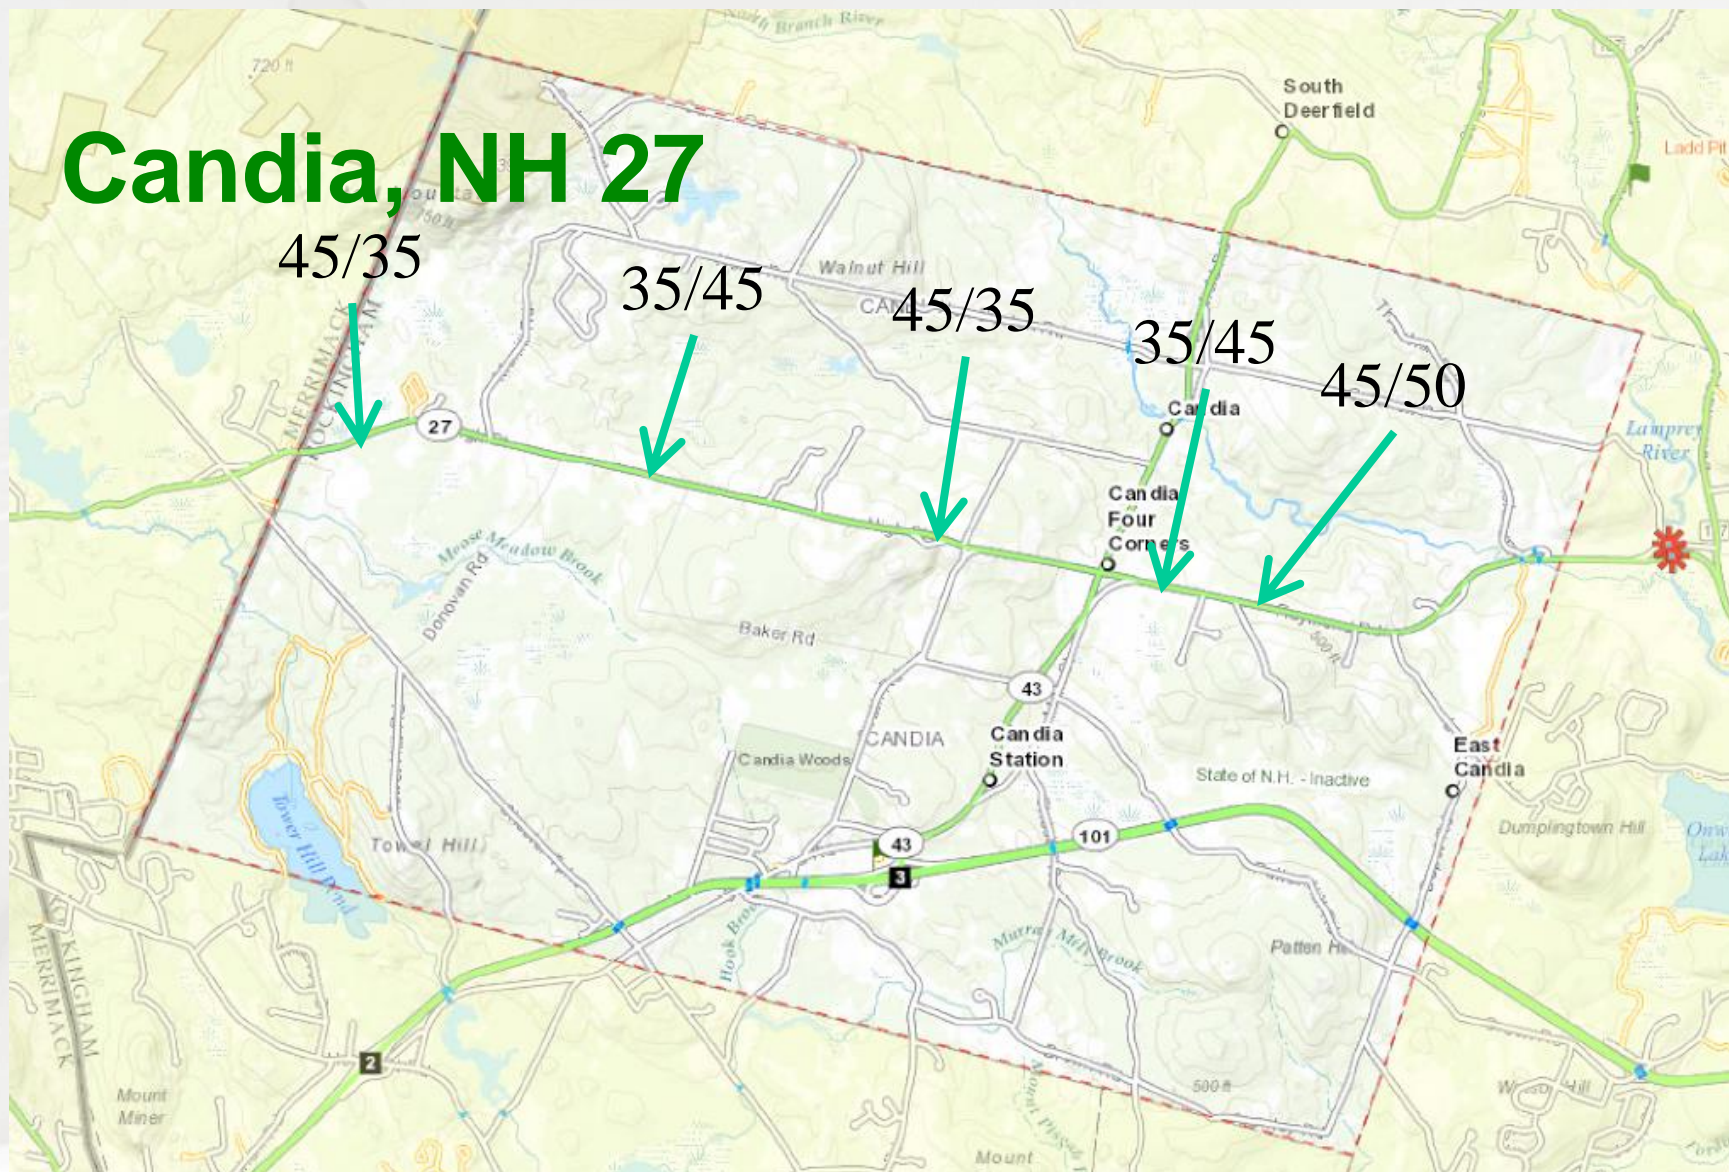 North Branch River
720 ft
South
Deerfield
107
Ladd Pit
Candia, NH 27
750 ft
45/35
35/45
45/35
35/45
45/50
Walnut Hill
MERRIMACK
ROCKINGHAM
Candia
27
Lamprey
River
Candia
Four
Corners
Moose Meadow Brook
Donovan Rd
Baker Rd
500 ft
43
CANDIA
Candia
Station
Candia Woods
East
Candia
State of N.H. - Inactive
Tower Hill Pond
Tower Hill
43
101
3
Dumplingtown Hill
Hook Brook
Murray Mill Brook
Patten Hill
KINGHAM
MERRIMACK
2
Mount
Miner
500 ft
Mount